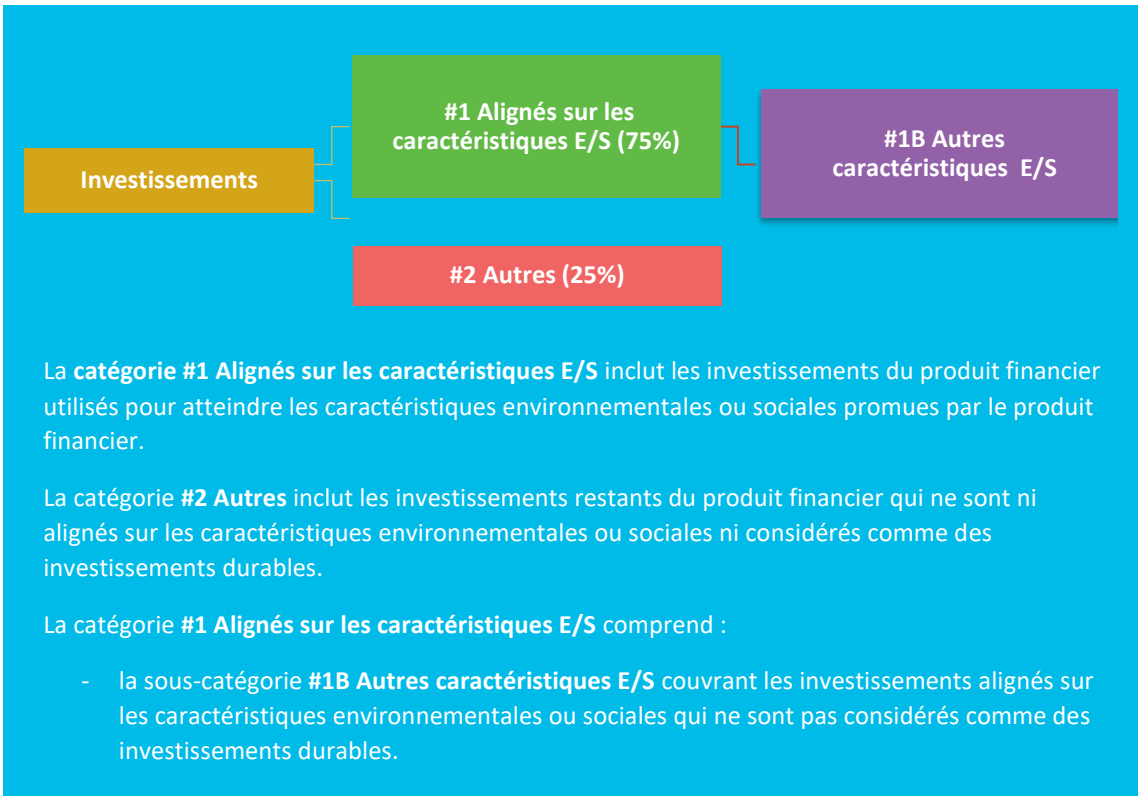 #1 Alignés sur les
caractéristiques E/S (75%)
#1B Autres
caractéristiques E/S
Investissements
#2 Autres (25%)
La catégorie #1 Alignés sur les caractéristiques E/S inclut les investissements du produit financier
utilisés pour atteindre les caractéristiques environnementales ou sociales promues par le produit
financier.
La catégorie #2 Autres inclut les investissements restants du produit financier qui ne sont ni
alignés sur les caractéristiques environnementales ou sociales ni considérés comme des
investissements durables.
La catégorie #1 Alignés sur les caractéristiques E/S comprend :
- la sous-catégorie #1B Autres caractéristiques E/S couvrant les investissements alignés sur
les caractéristiques environnementales ou sociales qui ne sont pas considérés comme des
investissements durables.